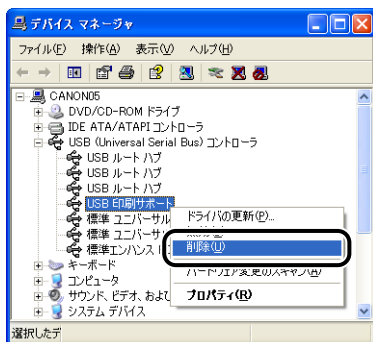 デバイス マネージャ
ファイル(F) 操作(A) 表示(V) ヘルプ(H)
CANON05
DVD/CD-ROM ドライブ
IDE ATA/ATAPI コントローラ
USB (Universal Serial Bus) コントローラ
USB ルート ハブ
USB ルート ハブ
USB ルート ハブ
USB 印刷サポート
標準 ユニバーサル
標準 ユニバーサ
標準エンハンス
キーボード
コンピュータ
サウンド、ビデオ、およ
システム デバイス
ドライバの更新(P)...
削除(U)
ハードウェア変更のスキャン(A)
プロパティ(R)
選択したデ